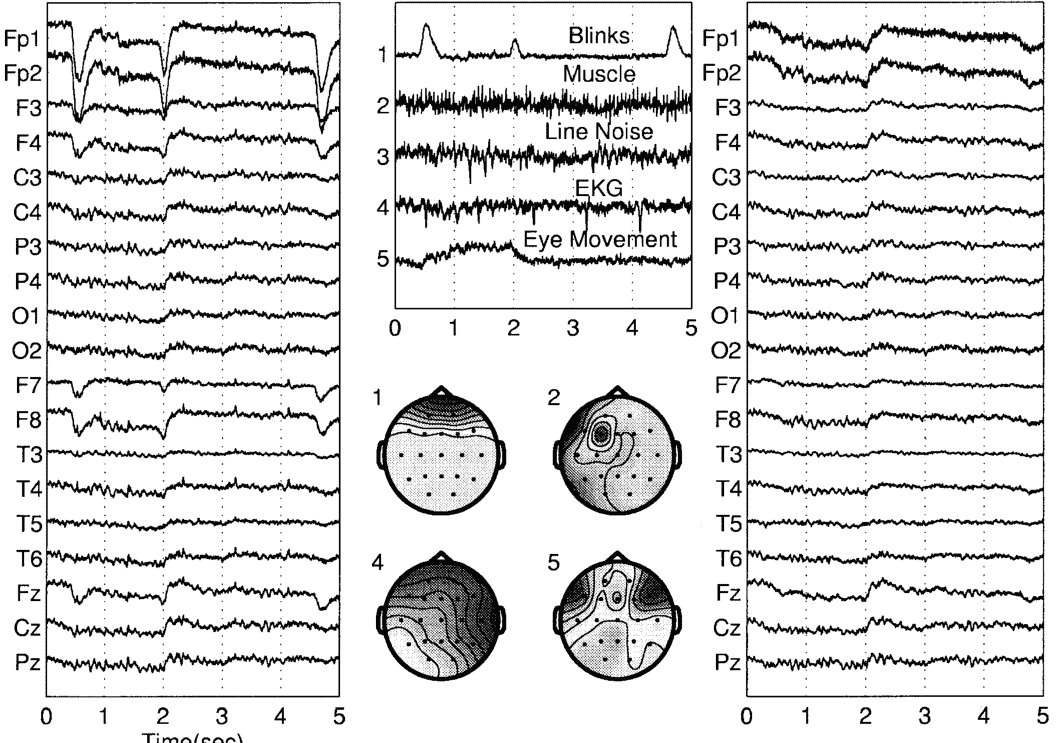 Fp1
Fp2
F3
F4
C3
C4
P3
P4
O1
O2
F7
F8
T3
T4
T5
T6
Fz
Cz
Pz
0 1 2 3 4 5
Time(sec)
1 Blinks
2 Muscle
3 Line Noise
4 EKG
5 Eye Movement
0 1 2 3 4 5
1 2
4 5
Fp1
Fp2
F3
F4
C3
C4
P3
P4
O1
O2
F7
F8
T3
T4
T5
T6
Fz
Cz
Pz
0 1 2 3 4 5